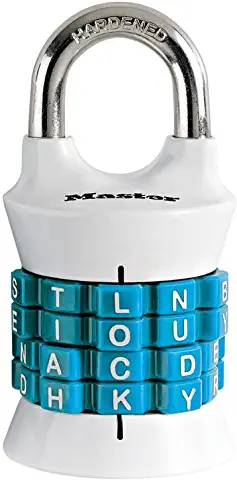 HARDENED
Master
S T L N B
E I O U
N D A C D B
D H K Y R